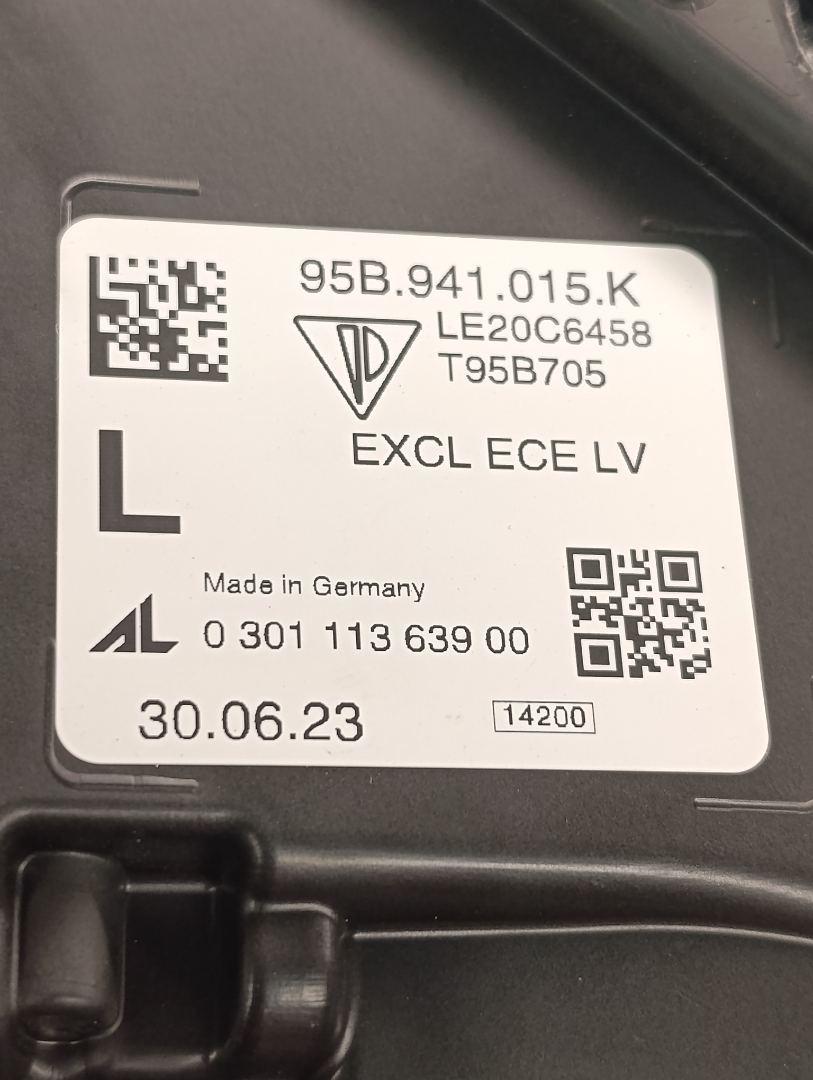 95B.941.015.K
LE20C6458
T95B705
EXCL ECE LV
L
Made in Germany
AL 0 301 113 639 00
30.06.23
14200